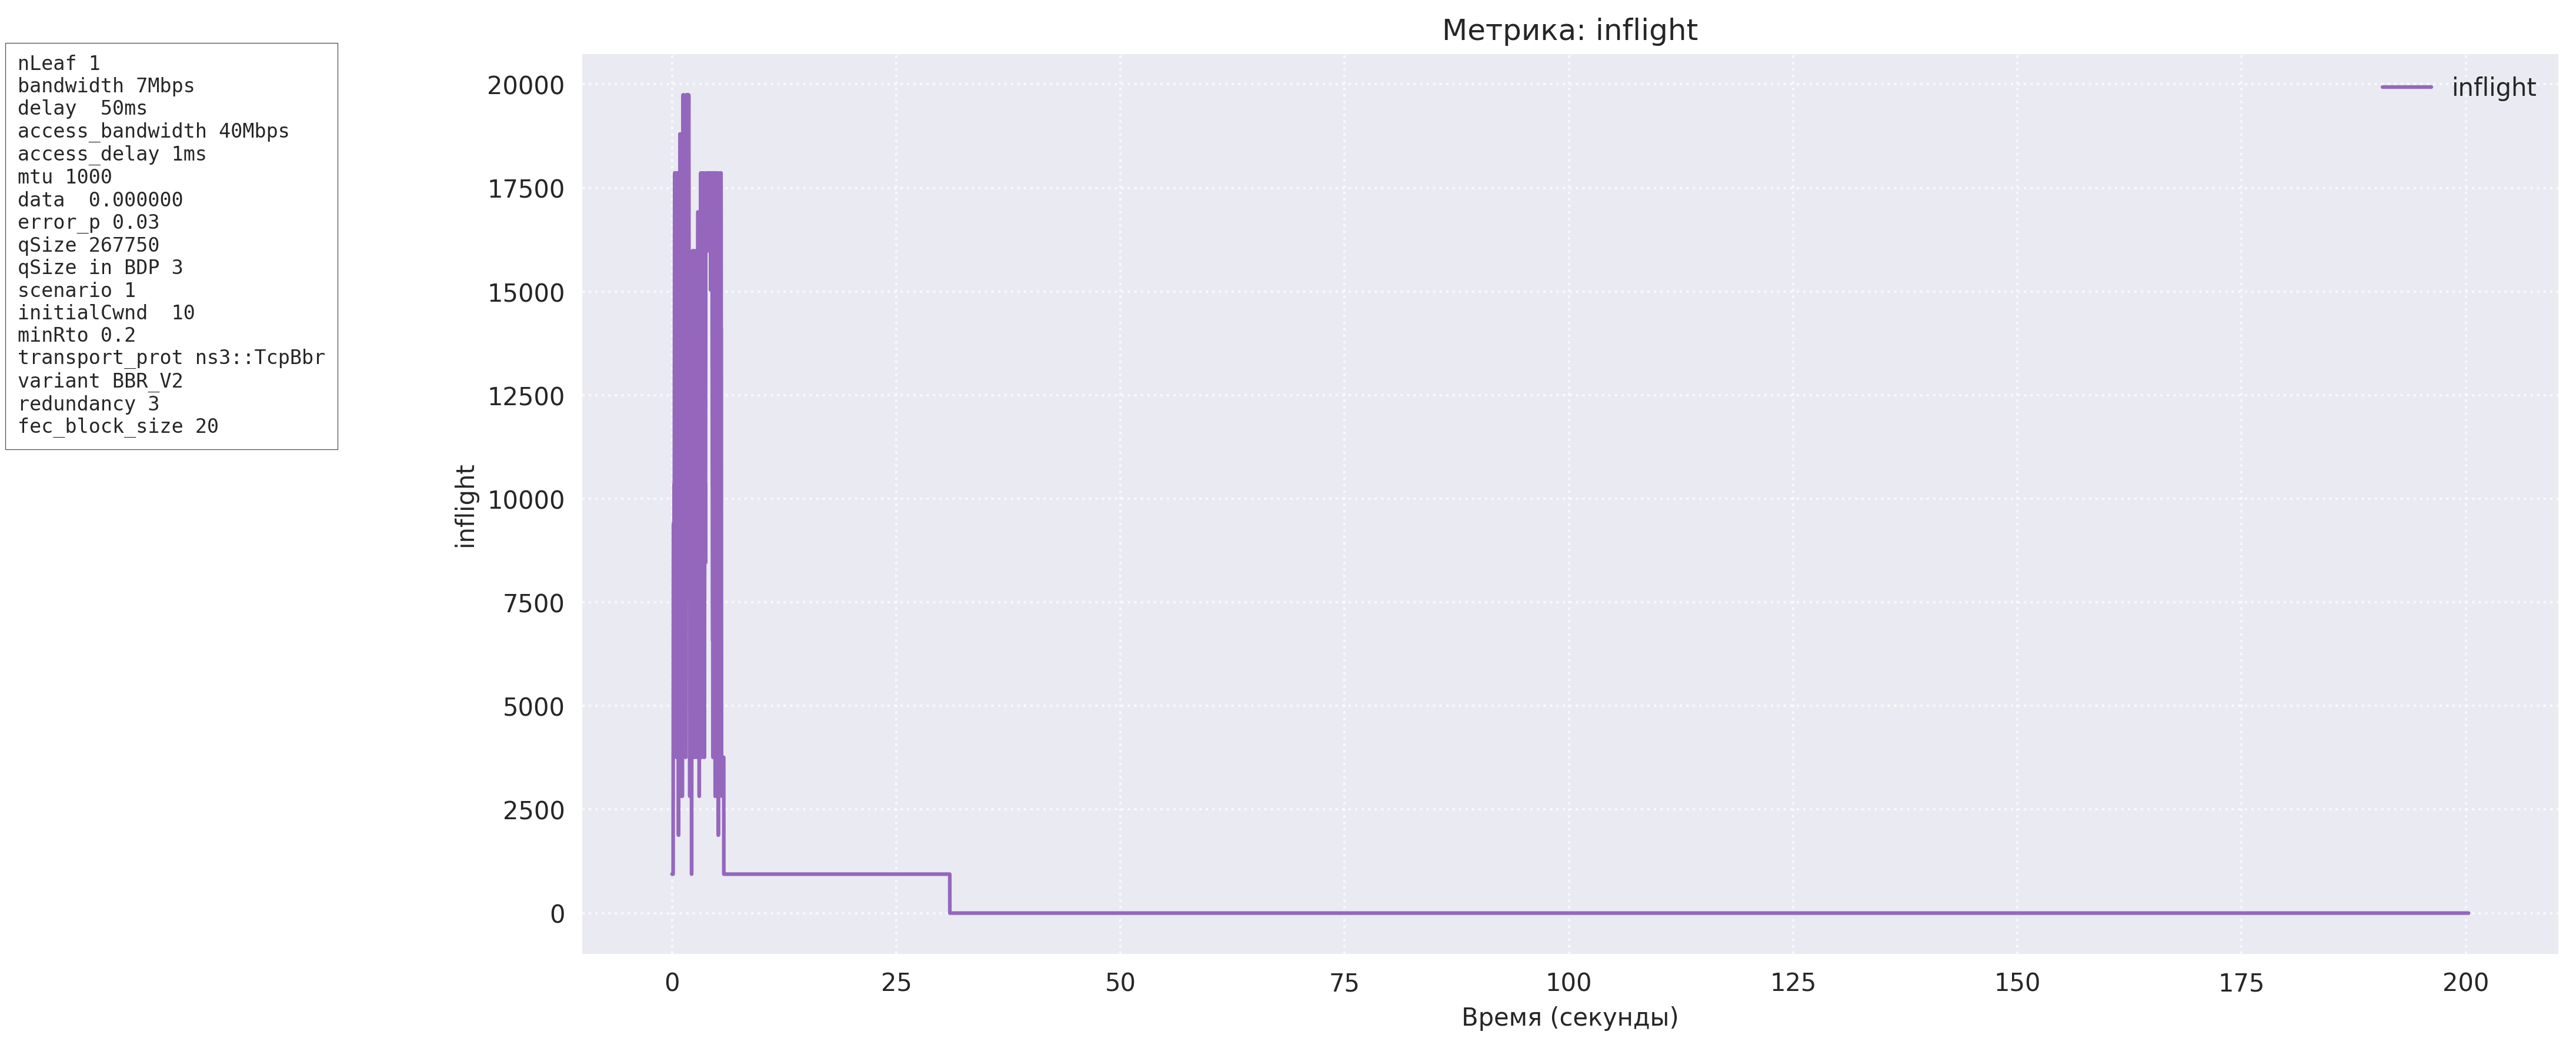 Метрика: inflight
nLeaf 1
bandwidth 7Mbps
delay  50ms
access_bandwidth 40Mbps
access_delay 1ms
mtu 1000
data  0.000000
error_p 0.03
qSize 267750
qSize in BDP 3
scenario 1
initialCwnd  10
minRto 0.2
transport_prot ns3::TcpBbr
variant BBR_V2
redundancy 3
fec_block_size 20
inflight
20000
17500
15000
12500
10000
7500
5000
2500
0
inflight
0 25 50 75 100 125 150 175 200
Время (секунды)